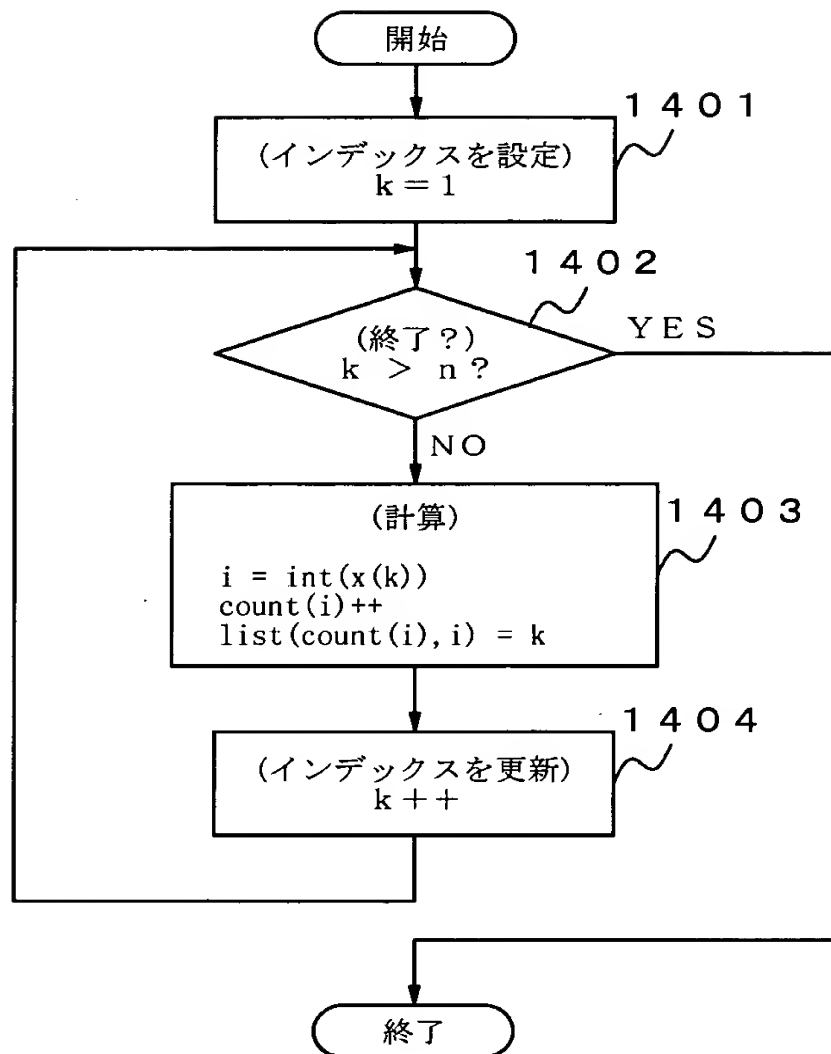 開始
1401
(インデックスを設定)
k=1
1402
(終了?)
k > n?
YES
NO
1403
(計算)
i = int(x(k))
count(i)++
list(count(i),i) = k
1404
(インデックスを更新)
k++
終了